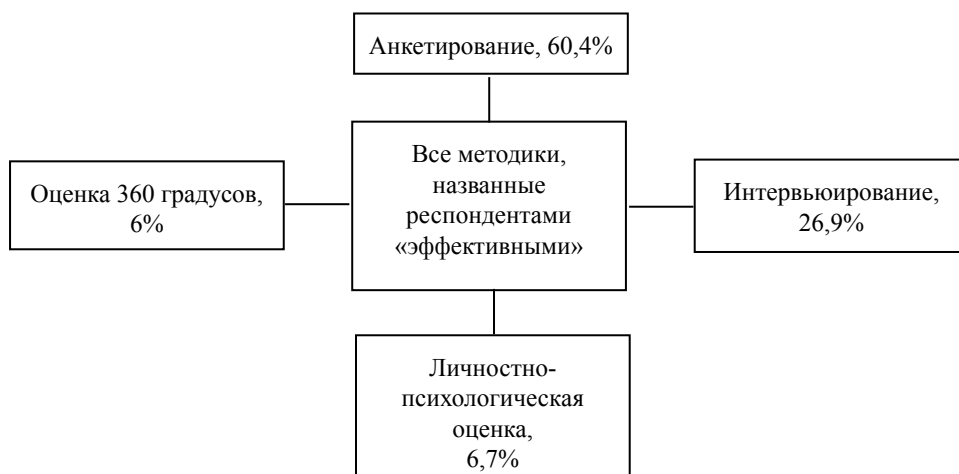 Анкетирование, 60,4%
Оценка 360 градусов,
6%
Все методики,
названные
респондентами
«эффективными»
Интервьюирование,
26,9%
Личностно-
психологическая
оценка,
6,7%